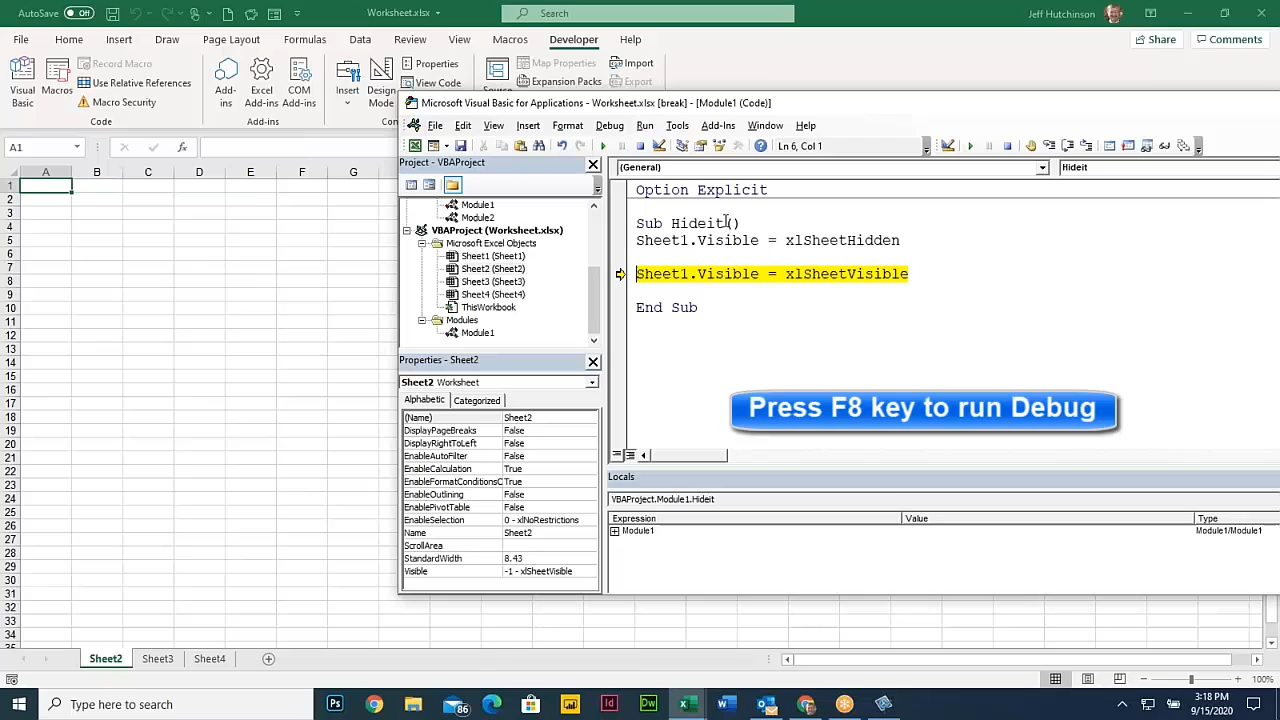 AutoSave Off
Worksheet.xlsx
Search
Jeff Hutchinson
File Home Insert Draw Page Layout Formulas Data Review View Macros Developer Help
Share Comments
Visual Basic
Macros
Record Macro
Use Relative References
Macro Security
Code
Add-ins
Excel Add-ins
COM Add-ins
Add-ins
Insert
Design Mode
Properties
View Code
Map Properties
Expansion Packs
Import
Export
Microsoft Visual Basic for Applications - Worksheet.xlsx [break] - [Module1 (Code)]
File Edit View Insert Format Debug Run Tools Add-Ins Window Help
Ln 6, Col 1
A1
fx
A B C D E F G
1
2
3
4
5
6
7
8
9
10
11
12
13
14
15
16
17
18
19
20
21
22
23
24
25
26
27
28
29
30
31
32
33
34
Project - VBAProject
Module1
Module2
VBAProject (Worksheet.xlsx)
Microsoft Excel Objects
Sheet1 (Sheet1)
Sheet2 (Sheet2)
Sheet3 (Sheet3)
Sheet4 (Sheet4)
ThisWorkbook
Modules
Module1
Properties - Sheet2
Sheet2 Worksheet
Alphabetic Categorized
(Name) Sheet2
DisplayPageBreaks False
DisplayRightToLeft False
EnableAutoFilter False
EnableCalculation True
EnableFormatConditionsC True
EnableOutlining False
EnablePivotTable False
EnableSelection 0 - xlNoRestrictions
Name Sheet2
ScrollArea
StandardWidth 8.43
Visible -1 - xlSheetVisible
(General)
Hideit
Option Explicit
Sub Hideit()
Sheet1.Visible = xlSheetHidden
Sheet1.Visible = xlSheetVisible
End Sub
Press F8 key to run Debug
Locals
VBAProject.Module1.Hideit
Expression Value Type
Module1 Module1/Module1
Sheet2 Sheet3 Sheet4
100%
Type here to search
Ps
86
Id
Dw
3:18 PM
9/15/2020